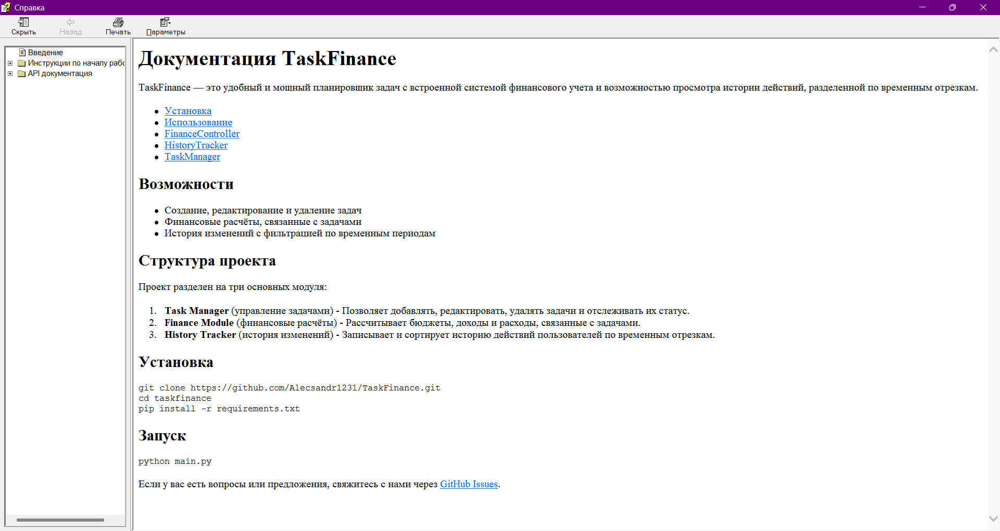 Справка
Скрыть
Назад
Печать
Параметры
Введение
Инструкции по началу рабо
API документация
Документация TaskFinance
TaskFinance — это удобный и мощный планировщик задач с встроенной системой финансового учета и возможностью просмотра истории действий, разделенной по временным отрезкам.
Установка
Использование
FinanceController
HistoryTracker
TaskManager
Возможности
Создание, редактирование и удаление задач
Финансовые расчёты, связанные с задачами
История изменений с фильтрацией по временным периодам
Структура проекта
Проект разделен на три основных модуля:
1. Task Manager (управление задачами) - Позволяет добавлять, редактировать, удалять задачи и отслеживать их статус.
2. Finance Module (финансовые расчёты) - Рассчитывает бюджеты, доходы и расходы, связанные с задачами.
3. History Tracker (история изменений) - Записывает и сортирует историю действий пользователей по временным отрезкам.
Установка
git clone https://github.com/Alecsandr1231/TaskFinance.git
cd taskfinance
pip install -r requirements.txt
Запуск
python main.py
Если у вас есть вопросы или предложения, свяжитесь с нами через GitHub Issues.